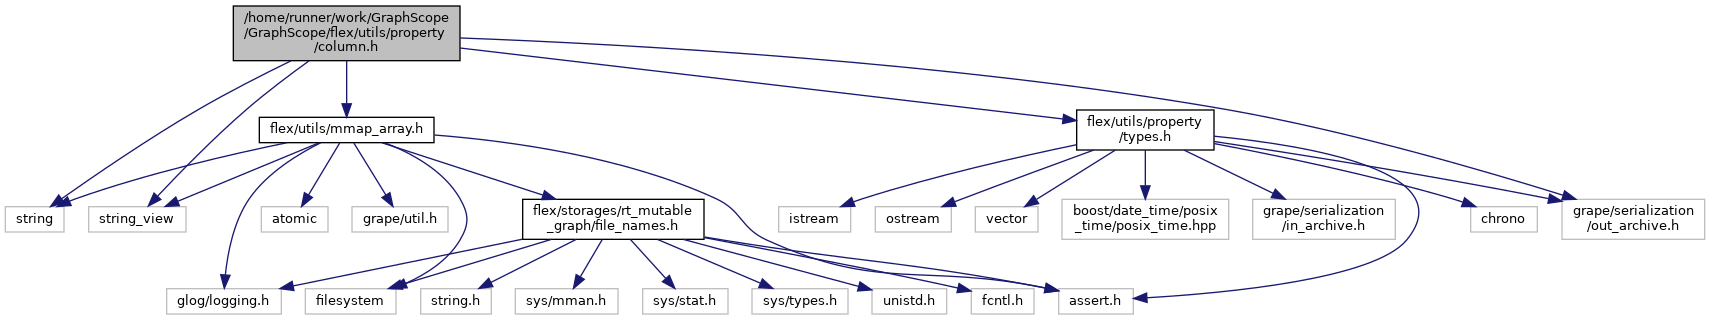 /home/runner/work/GraphScope
/GraphScope/flex/utils/property
/column.h
flex/utils/mmap_array.h
flex/utils/property
/types.h
string
string_view
atomic
grape/util.h
flex/storages/rt_mutable
_graph/file_names.h
istream
ostream
vector
boost/date_time/posix
_time/posix_time.hpp
grape/serialization
/in_archive.h
chrono
grape/serialization
/out_archive.h
glog/logging.h
filesystem
string.h
sys/mman.h
sys/stat.h
sys/types.h
unistd.h
fcntl.h
assert.h